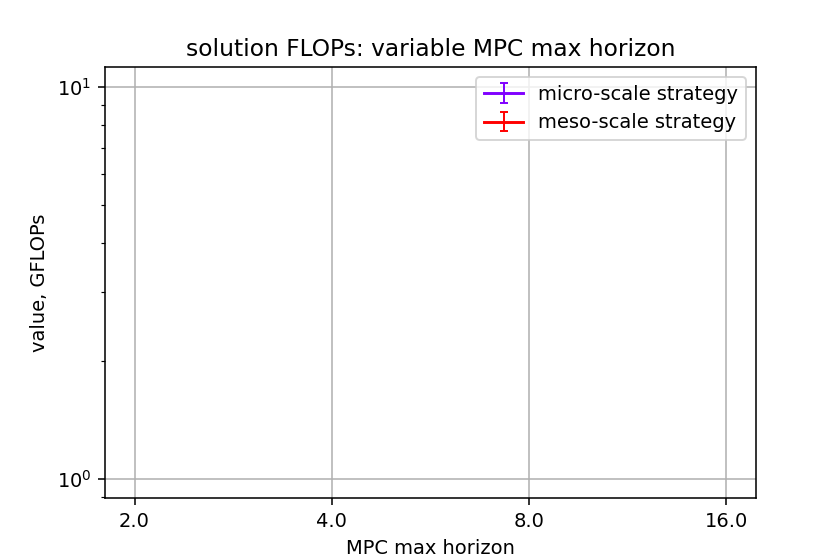 solution FLOPs: variable MPC max horizon
10¹
micro-scale strategy
meso-scale strategy
value, GFLOPs
10⁰
2.0 4.0 8.0 16.0
MPC max horizon